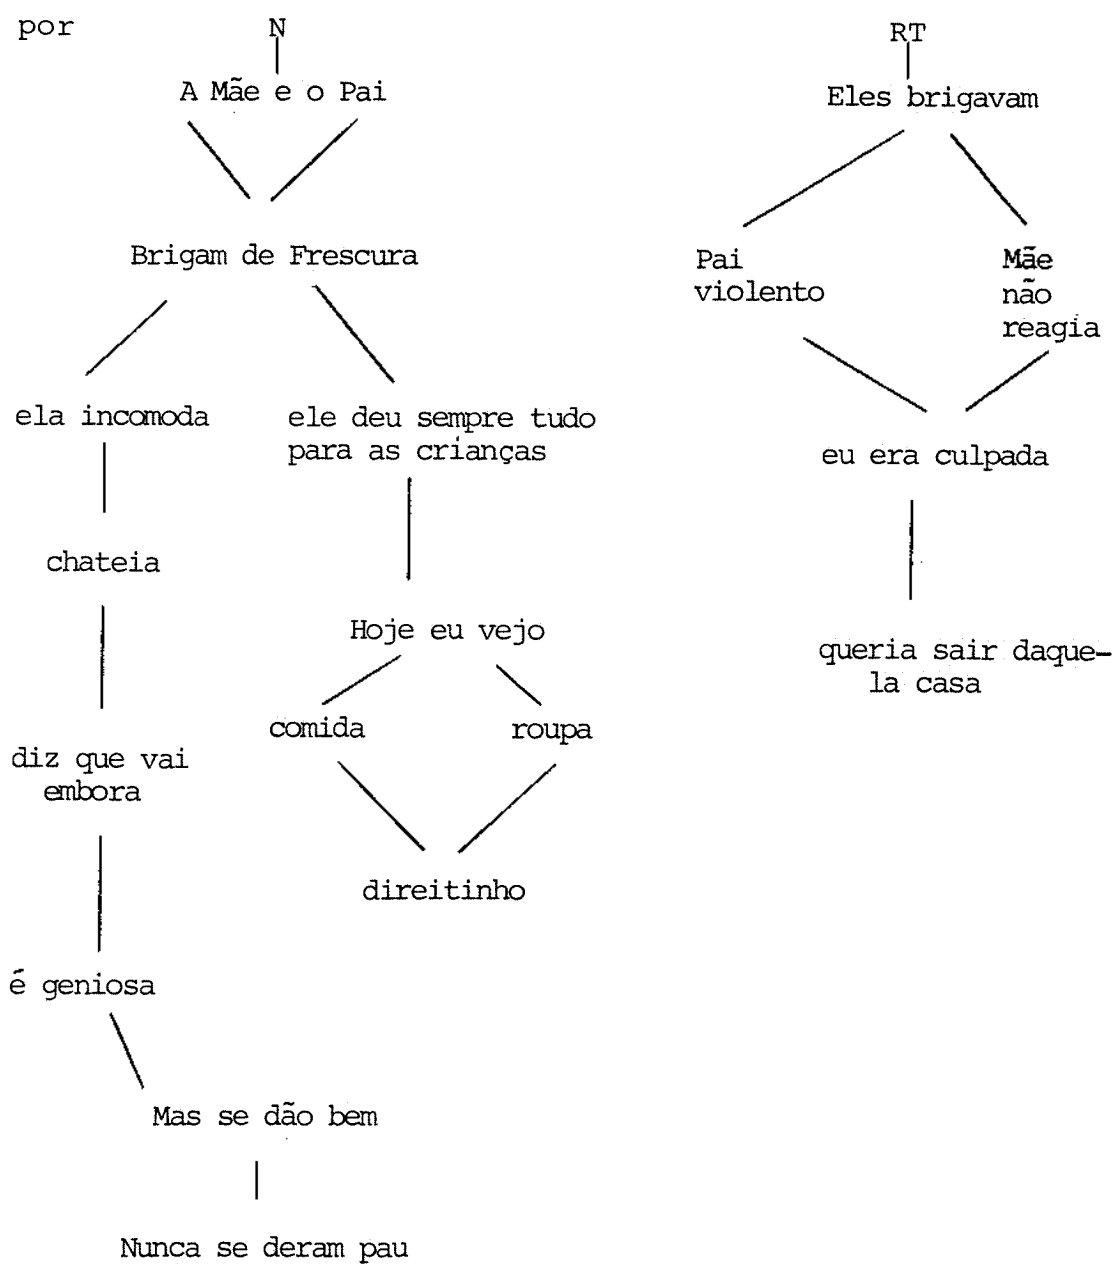 por
N
A Mãe e o Pai
Brigam de Frescura
ela incomoda
chateia
diz que vai
embora
é geniosa
ele deu sempre tudo
para as crianças
Hoje eu vejo
comida
roupa
direitinho
Mas se dão bem
Nunca se deram pau
RT
Eles brigavam
Pai
violento
Mãe
não
reagia
eu era culpada
queria sair daque-
la casa